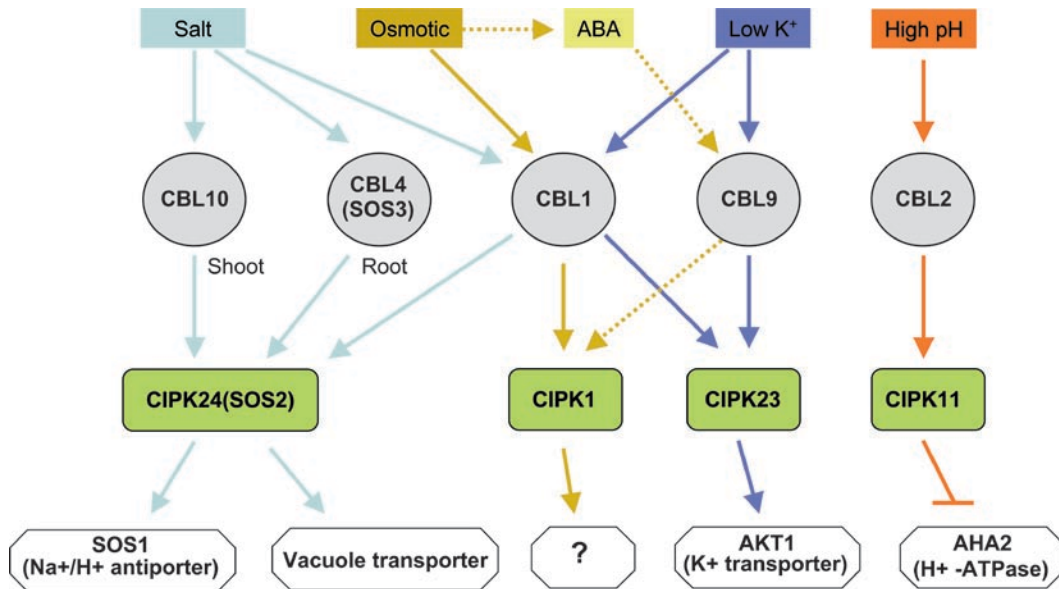 Salt
Osmotic
ABA
Low K⁺
High pH
CBL10
CBL4
(SOS3)
CBL1
CBL9
CBL2
Shoot
Root
CIPK24(SOS2)
CIPK1
CIPK23
CIPK11
SOS1
(Na+/H+ antiporter)
Vacuole transporter
?
AKT1
(K+ transporter)
AHA2
(H+ -ATPase)